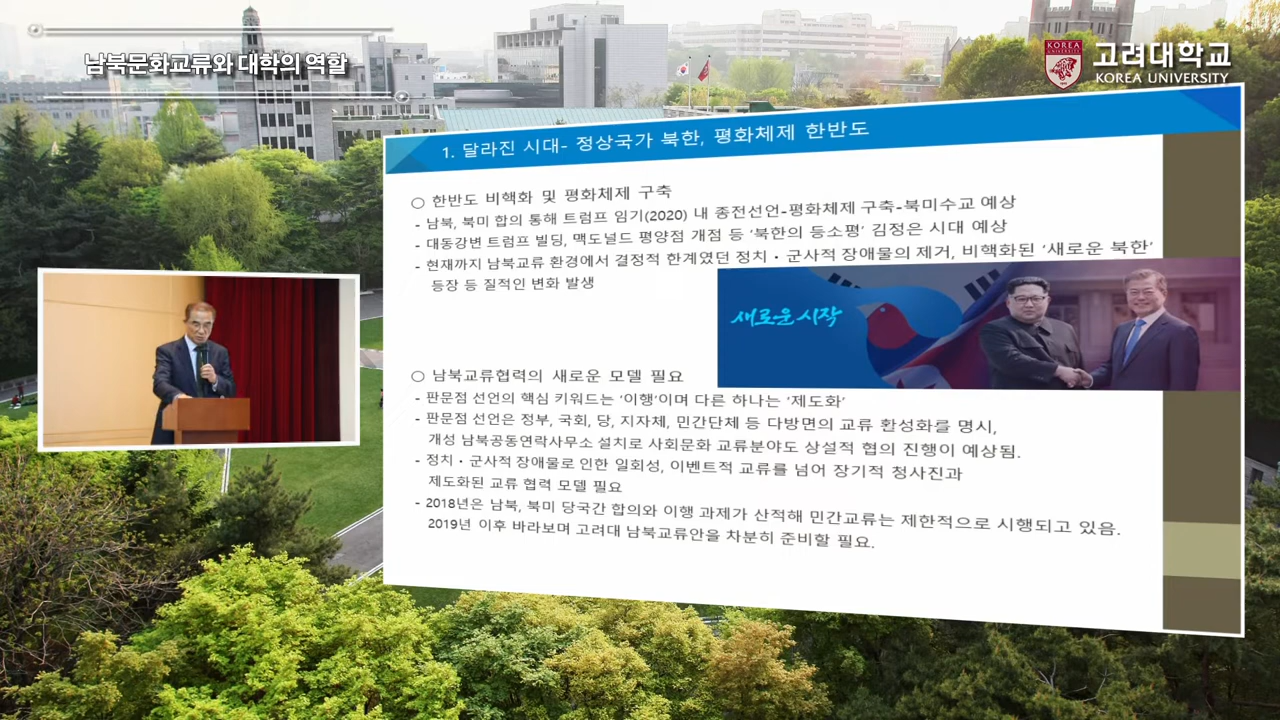 남북문화교류와 대학의 역할
고려대학교
KOREA UNIVERSITY
KOREA
1. 달라진 시대- 정상국가 북한, 평화체제 한반도
○ 한반도 비핵화 및 평화체제 구축
- 남북, 북미 합의 통해 트럼프 임기(2020) 내 종전선언-평화체제 구축-북미수교 예상
- 대동강변 트럼프 빌딩, 맥도널드 평양점 개점 등 ‘북한의 등소평’ 김정은 시대 예상
- 현재까지 남북교류 환경에서 결정적 한계였던 정치・군사적 장애물의 제거, 비핵화된 ‘새로운 북한’
등장 등 질적인 변화 발생
새로운 시작
○ 남북교류협력의 새로운 모델 필요
- 판문점 선언의 핵심 키워드는 ‘이행’이며 다른 하나는 ‘제도화’
- 판문점 선언은 정부, 국회, 당, 지자체, 민간단체 등 다방면의 교류 활성화를 명시,
개성 남북공동연락사무소 설치로 사회문화 교류분야도 상설적 협의 진행이 예상됨.
- 정치・군사적 장애물로 인한 일회성, 이벤트적 교류를 넘어 장기적 청사진과
제도화된 교류 협력 모델 필요
- 2018년은 남북, 북미 당국간 합의와 이행 과제가 산적해 민간교류는 제한적으로 시행되고 있음.
2019년 이후 바라보며 고려대 남북교류안을 차분히 준비할 필요.